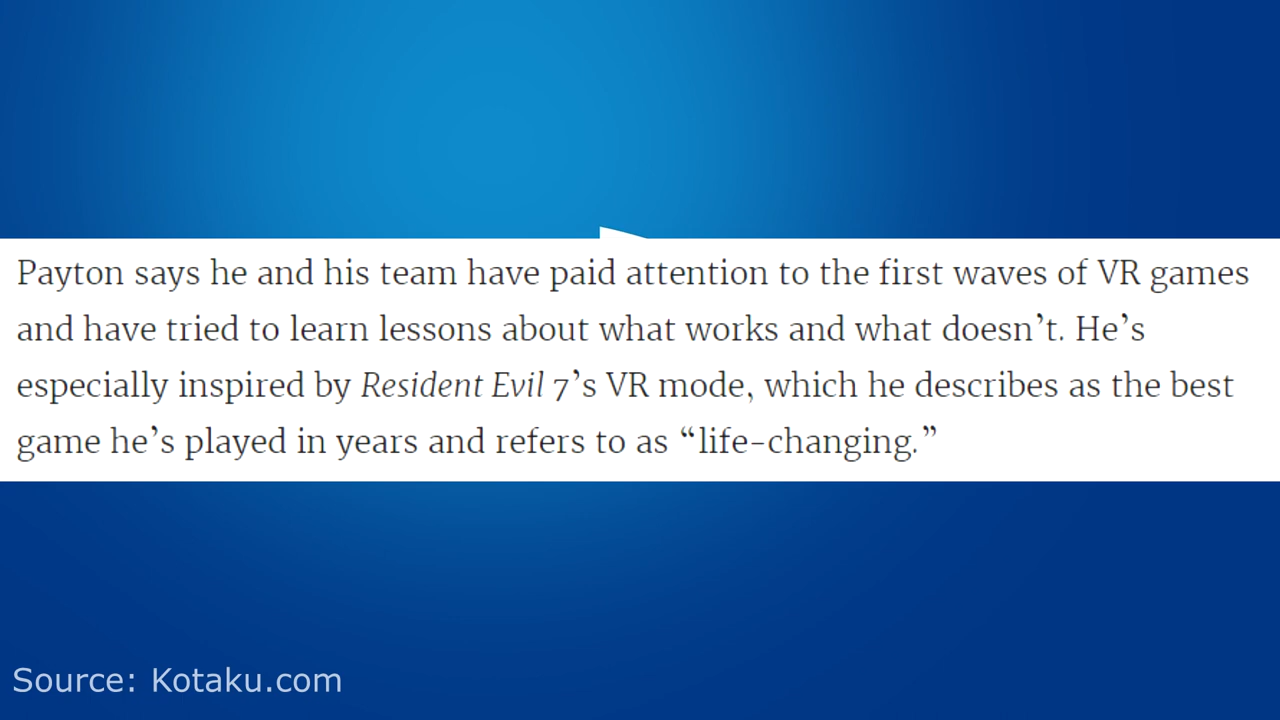 Payton says he and his team have paid attention to the first waves of VR games
and have tried to learn lessons about what works and what doesn’t. He’s
especially inspired by Resident Evil 7’s VR mode, which he describes as the best
game he’s played in years and refers to as “life-changing.”
Source: Kotaku.com